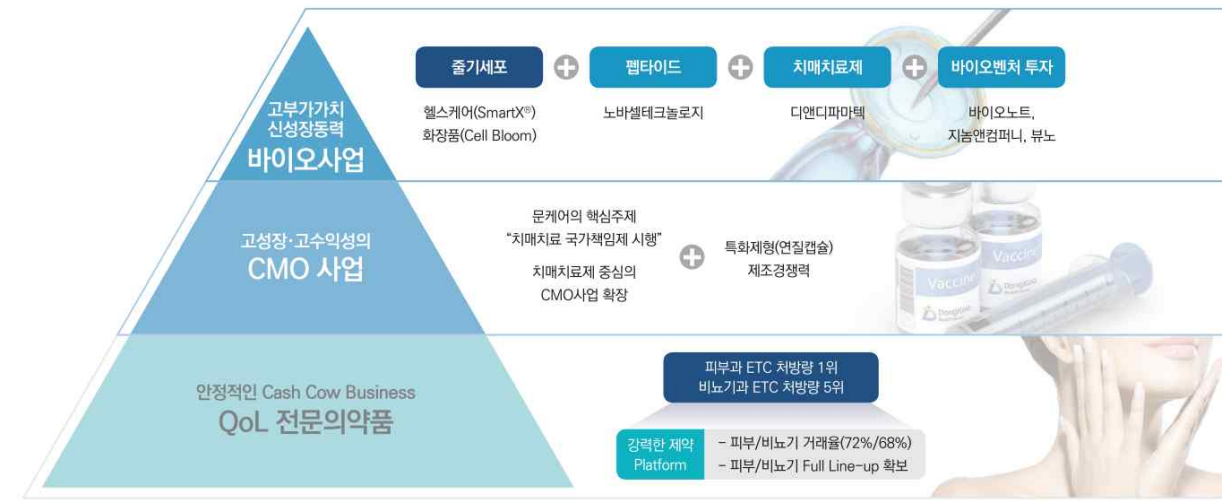 고부가가치
신성장동력
바이오사업
줄기세포
헬스케어(SmartX®)
화장품(Cell Bloom)
펩타이드
노바셀테크놀로지
치매치료제
디앤디파마텍
바이오벤처 투자
바이오노트,
지놈앤컴퍼니, 뷰노
고성장·고수익성의
CMO 사업
문케어의 핵심주제
“치매치료 국가책임제 시행”
치매치료제 중심의
CMO사업 확장
특화제형(연질캡슐)
제조경쟁력
Vaccine
Vaccine
안정적인 Cash Cow Business
QoL 전문의약품
피부과 ETC 처방량 1위
비뇨기과 ETC 처방량 5위
강력한 제약
Platform
– 피부/비뇨기 거래율(72%/68%)
– 피부/비뇨기 Full Line-up 확보